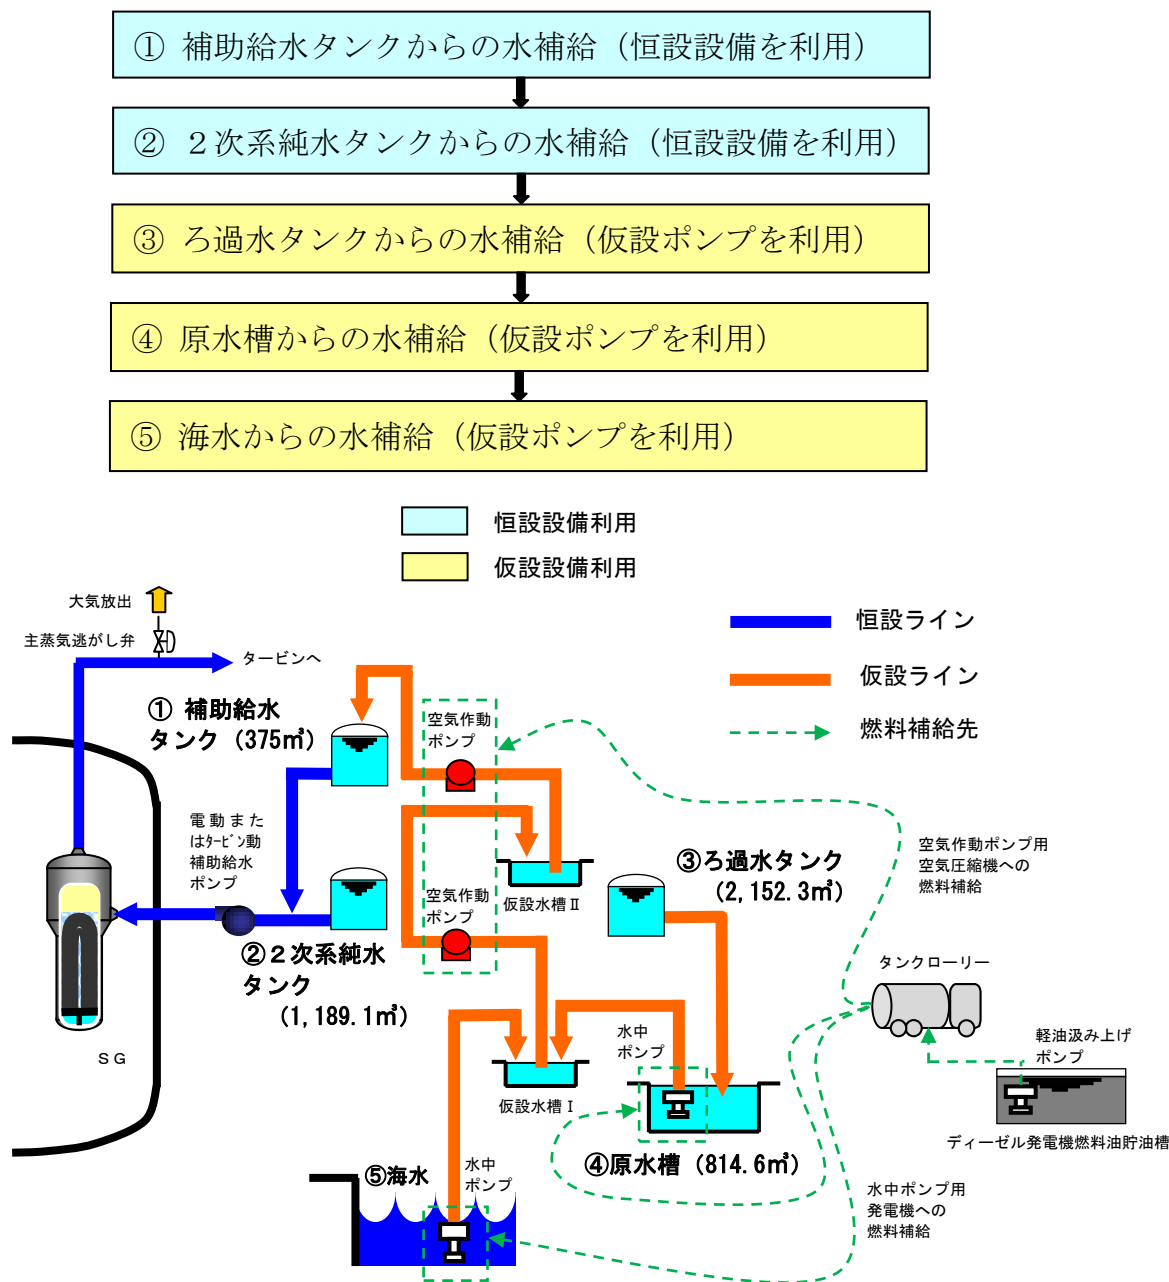 ① 補助給水タンクからの水補給（恒設設備を利用）
② ２次系純水タンクからの水補給（恒設設備を利用）
③ ろ過水タンクからの水補給（仮設ポンプを利用）
④ 原水槽からの水補給（仮設ポンプを利用）
⑤ 海水からの水補給（仮設ポンプを利用）
恒設設備利用
仮設設備利用
大気放出
主蒸気逃がし弁
タービンへ
恒設ライン
仮設ライン
燃料補給先
① 補助給水
タンク（375㎥）
空気作動
ポンプ
電動また
はﾀｰﾋﾞﾝ動
補助給水
ポンプ
仮設水槽Ⅱ
③ろ過水タンク
（2,152.3㎥）
空気作動ポンプ用
空気圧縮機への
燃料補給
空気作動
ポンプ
②２次系純水
タンク
（1,189.1㎥）
タンクローリー
ＳＧ
水中
ポンプ
軽油汲み上げ
ポンプ
仮設水槽Ⅰ
ディーゼル発電機燃料油貯油槽
④原水槽（814.6㎥）
⑤海水
水中
ポンプ
水中ポンプ用
発電機への
燃料補給